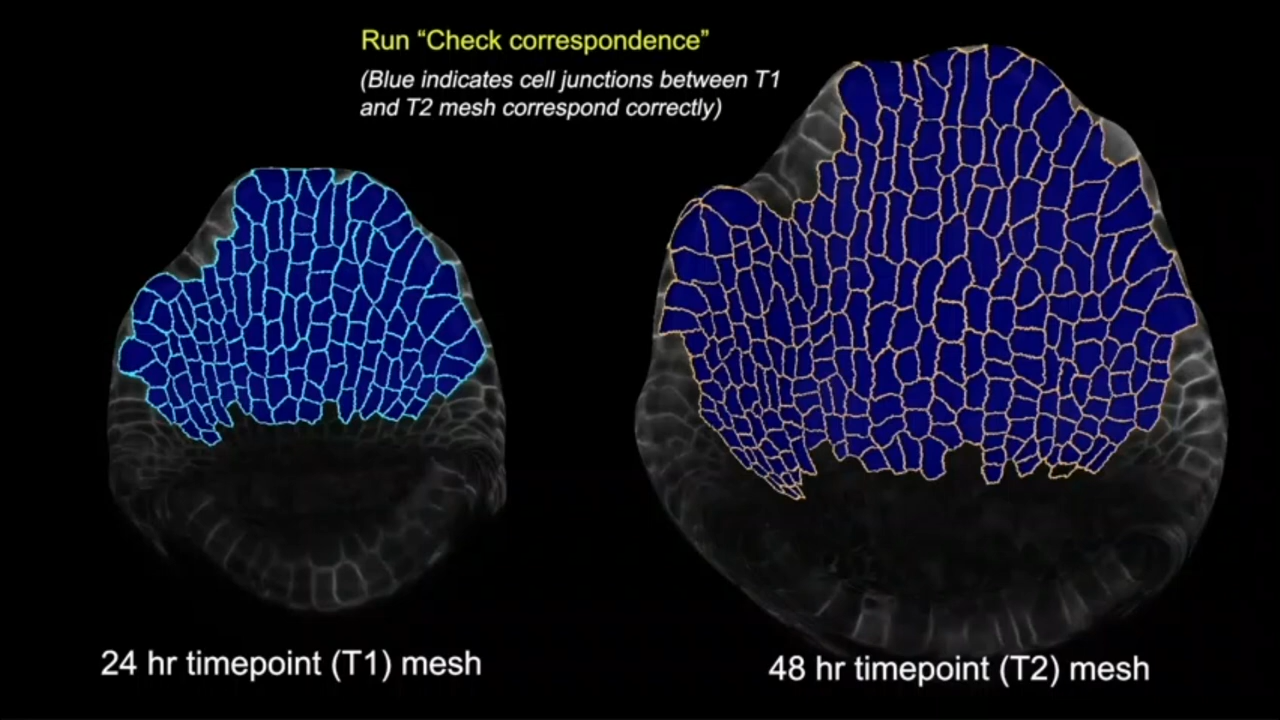 Run “Check correspondence”
(Blue indicates cell junctions between T1
and T2 mesh correspond correctly)
24 hr timepoint (T1) mesh
48 hr timepoint (T2) mesh